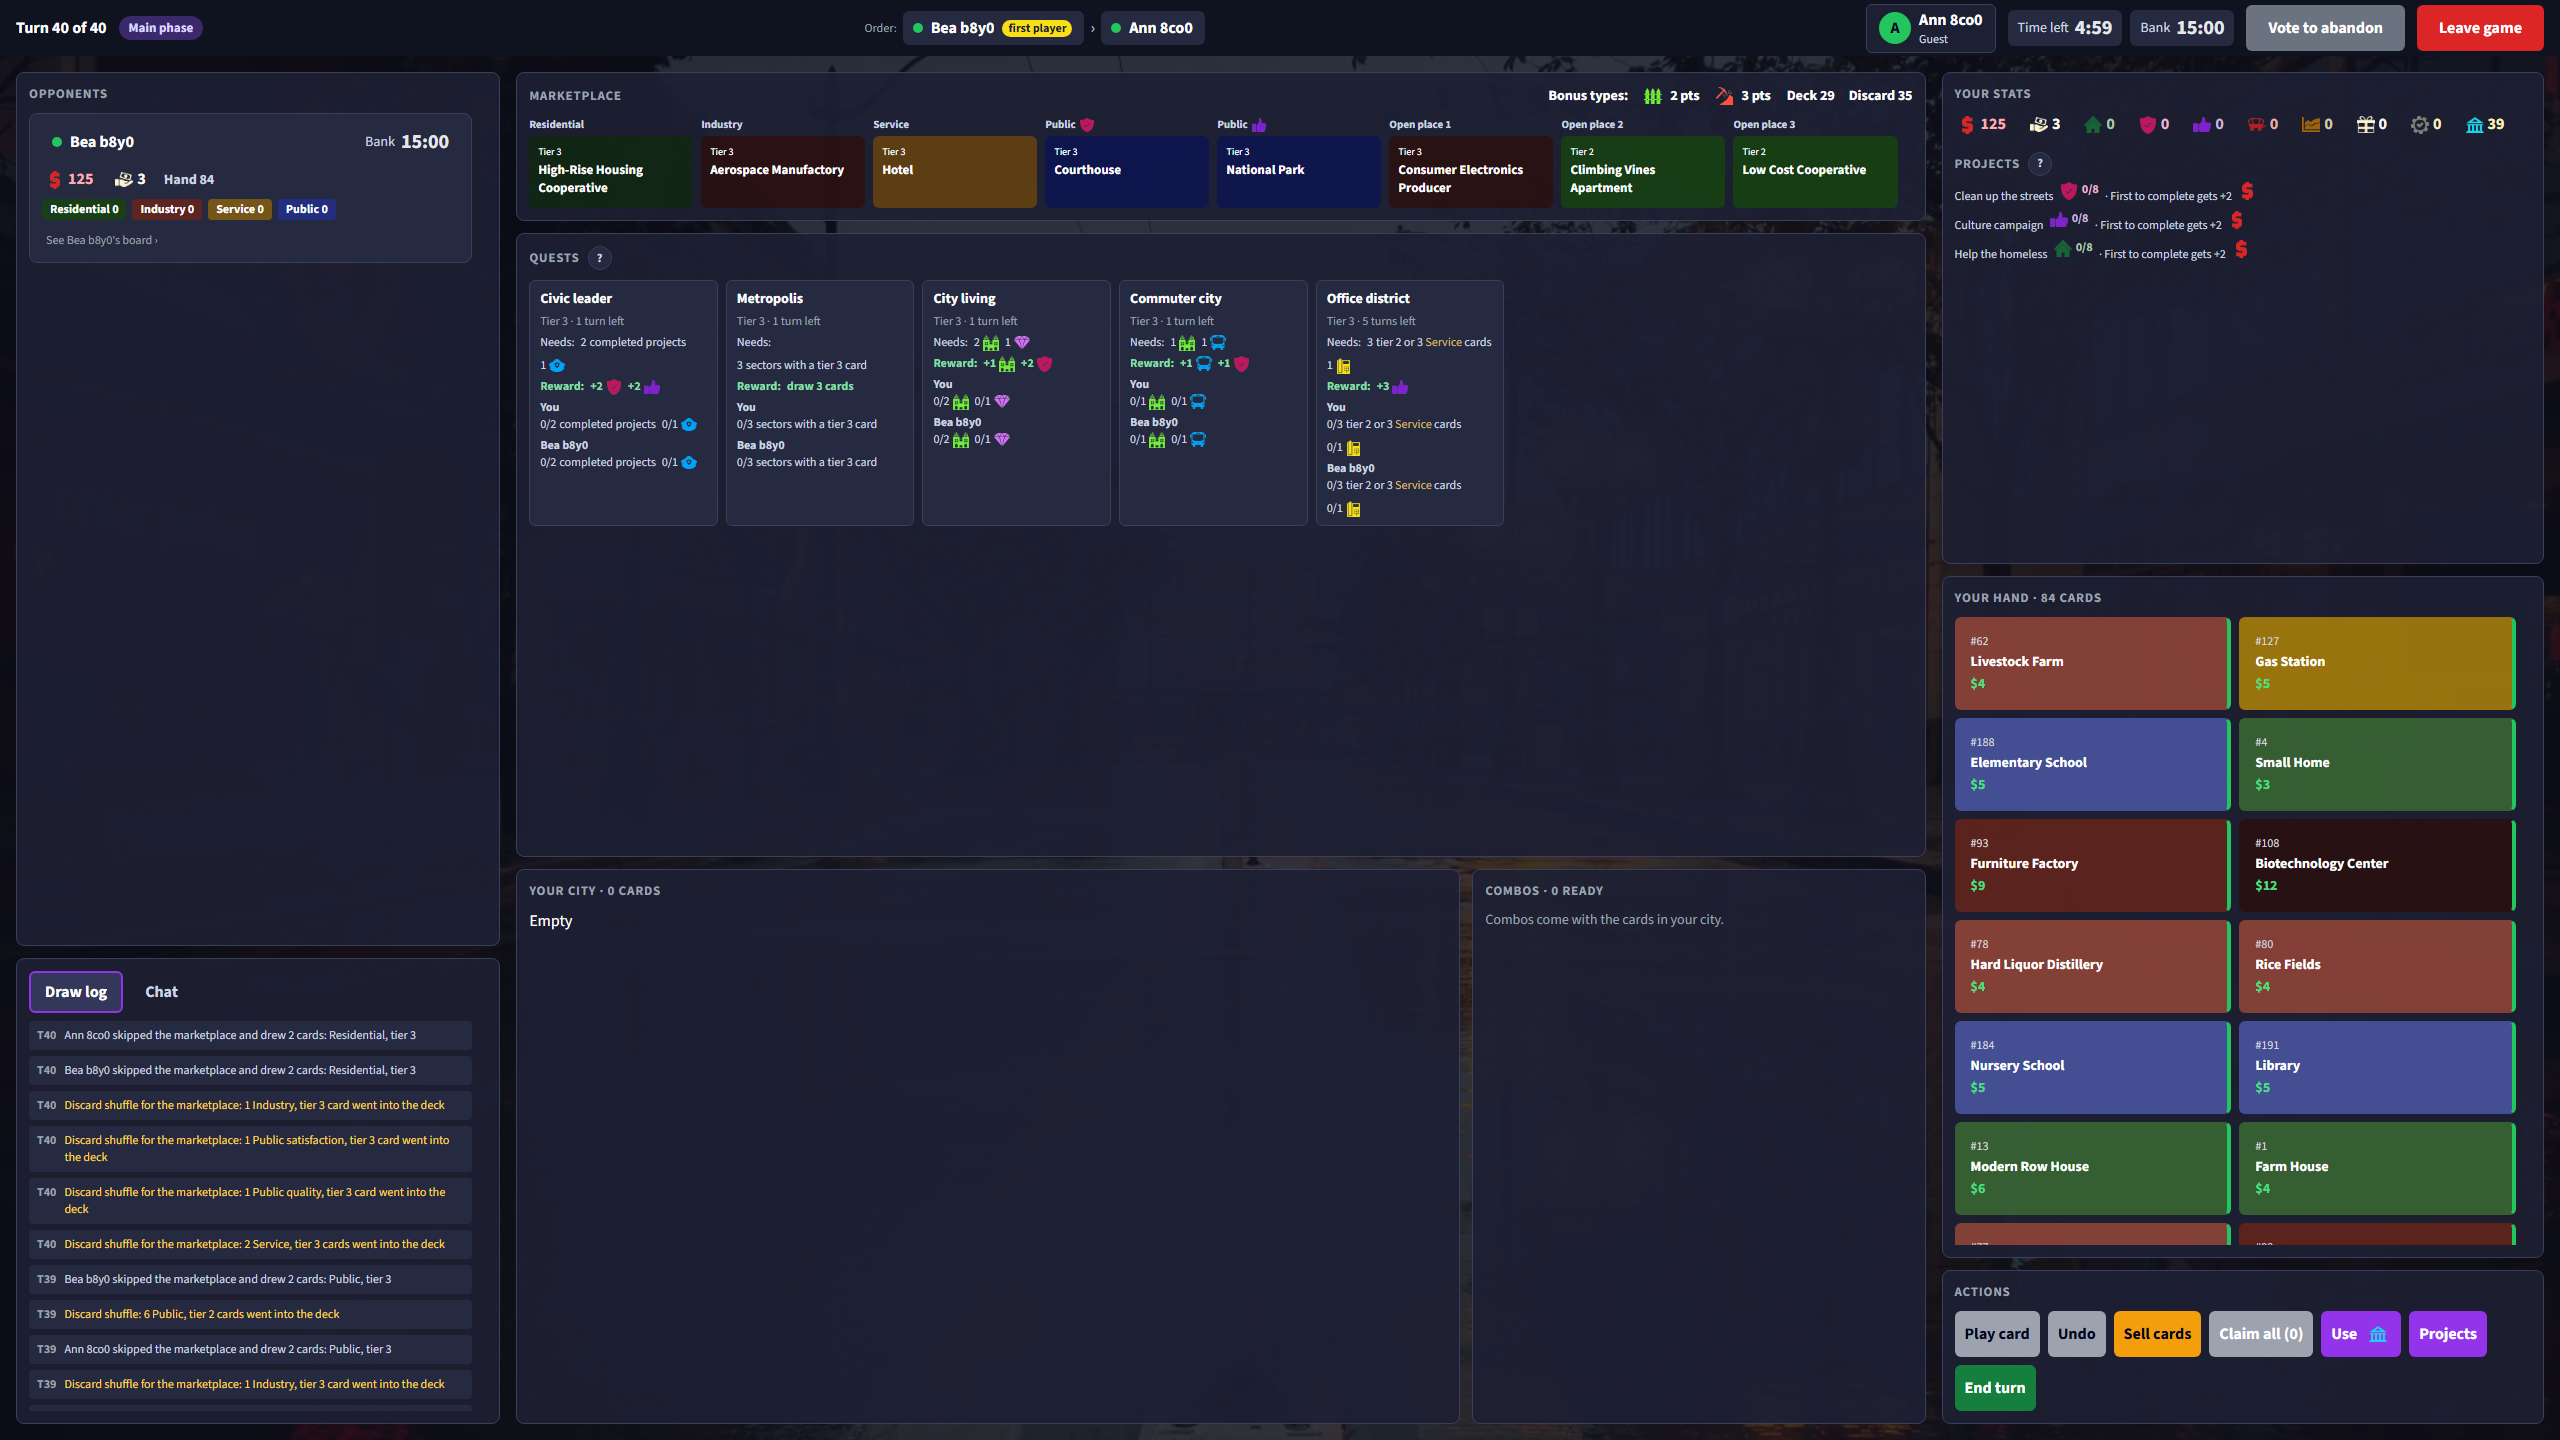 Turn 40 of 40 Main phase
Order: Bea b8y0 first player › Ann 8co0
A Ann 8co0 Guest
Time left 4:59
Bank 15:00
Vote to abandon
Leave game
OPPONENTS
Bea b8y0 Bank 15:00
125 3 Hand 84
Residential 0 Industry 0 Service 0 Public 0
See Bea b8y0's board ›
MARKETPLACE
Bonus types: 2 pts 3 pts Deck 29 Discard 35
Residential
Tier 3
High-Rise Housing
Cooperative
Industry
Tier 3
Aerospace Manufactory
Service
Tier 3
Hotel
Public
Tier 3
Courthouse
Public
Tier 3
National Park
Open place 1
Tier 3
Consumer Electronics
Producer
Open place 2
Tier 2
Climbing Vines
Apartment
Open place 3
Tier 2
Low Cost Cooperative
QUESTS ?
Civic leader
Tier 3 · 1 turn left
Needs: 2 completed projects
1
Reward: +2 +2
You
0/2 completed projects 0/1
Bea b8y0
0/2 completed projects 0/1
Metropolis
Tier 3 · 1 turn left
Needs:
3 sectors with a tier 3 card
Reward: draw 3 cards
You
0/3 sectors with a tier 3 card
Bea b8y0
0/3 sectors with a tier 3 card
City living
Tier 3 · 1 turn left
Needs: 2 1
Reward: +1 +2
You
0/2 0/1
Bea b8y0
0/2 0/1
Commuter city
Tier 3 · 1 turn left
Needs: 1 1
Reward: +1 +1
You
0/1 0/1
Bea b8y0
0/1 0/1
Office district
Tier 3 · 5 turns left
Needs: 3 tier 2 or 3 Service cards
1
Reward: +3
You
0/3 tier 2 or 3 Service cards
0/1
Bea b8y0
0/3 tier 2 or 3 Service cards
0/1
YOUR STATS
125 3 0 0 0 0 0 0 0 39
PROJECTS ?
Clean up the streets 0/8 · First to complete gets +2
Culture campaign 0/8 · First to complete gets +2
Help the homeless 0/8 · First to complete gets +2
YOUR HAND · 84 CARDS
#62
Livestock Farm
$4
#127
Gas Station
$5
#188
Elementary School
$5
#4
Small Home
$3
#93
Furniture Factory
$9
#108
Biotechnology Center
$12
#78
Hard Liquor Distillery
$4
#80
Rice Fields
$4
#184
Nursery School
$5
#191
Library
$5
#13
Modern Row House
$6
#1
Farm House
$4
YOUR CITY · 0 CARDS
Empty
COMBOS · 0 READY
Combos come with the cards in your city.
Draw log Chat
T40 Ann 8co0 skipped the marketplace and drew 2 cards: Residential, tier 3
T40 Bea b8y0 skipped the marketplace and drew 2 cards: Residential, tier 3
T40 Discard shuffle for the marketplace: 1 Industry, tier 3 card went into the deck
T40 Discard shuffle for the marketplace: 1 Public satisfaction, tier 3 card went into
the deck
T40 Discard shuffle for the marketplace: 1 Public quality, tier 3 card went into the
deck
T40 Discard shuffle for the marketplace: 2 Service, tier 3 cards went into the deck
T39 Bea b8y0 skipped the marketplace and drew 2 cards: Public, tier 3
T39 Discard shuffle: 6 Public, tier 2 cards went into the deck
T39 Ann 8co0 skipped the marketplace and drew 2 cards: Public, tier 3
T39 Discard shuffle for the marketplace: 1 Industry, tier 3 card went into the deck
ACTIONS
Play card Undo Sell cards Claim all (0) Use Projects
End turn